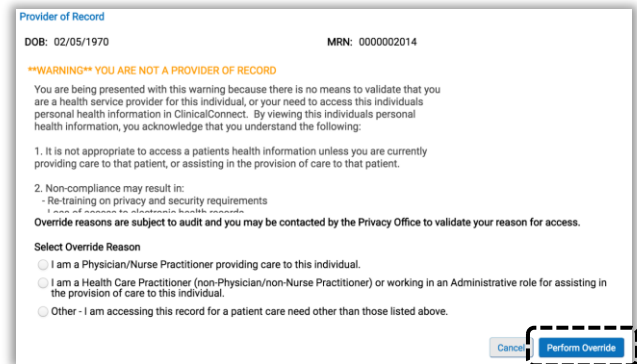 Provider of Record
DOB: 02/05/1970 MRN: 0000002014
**WARNING** YOU ARE NOT A PROVIDER OF RECORD
You are being presented with this warning because there is no means to validate that you
are a health service provider for this individual, or your need to access this individuals
personal health information in ClinicalConnect. By viewing this individuals personal
health information, you acknowledge that you understand the following:
1. It is not appropriate to access a patients health information unless you are currently
providing care to that patient, or assisting in the provision of care to that patient.
2. Non-compliance may result in:
- Re-training on privacy and security requirements
- Loss of access to electronic health records
Override reasons are subject to audit and you may be contacted by the Privacy Office to validate your reason for access.
Select Override Reason
I am a Physician/Nurse Practitioner providing care to this individual.
I am a Health Care Practitioner (non-Physician/non-Nurse Practitioner) or working in an Administrative role for assisting in
the provision of care to this individual.
Other - I am accessing this record for a patient care need other than those listed above.
Cancel Perform Override